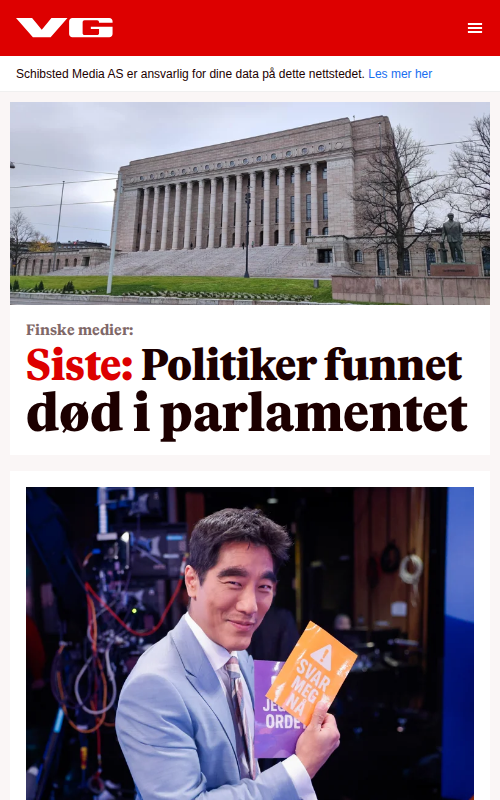 VG
Schibsted Media AS er ansvarlig for dine data på dette nettstedet. Les mer her
Finske medier:
Siste: Politiker funnet
død i parlamentet
SVAR
MEG
NÅ
ORDET